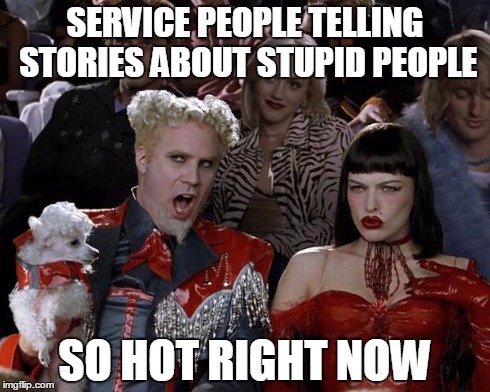 SERVICE PEOPLE TELLING
STORIES ABOUT STUPID PEOPLE
SO HOT RIGHT NOW
imgflip.com